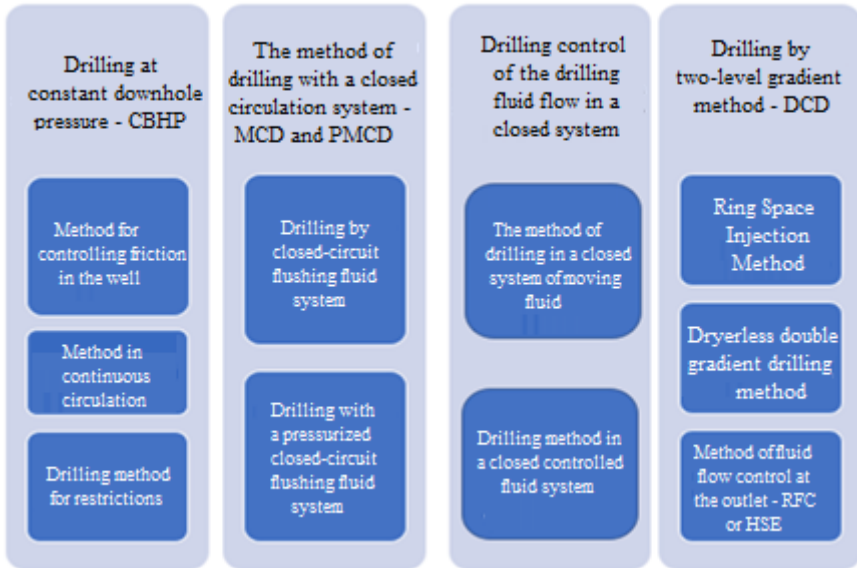 Drilling at
constant downhole
pressure - CBHP
Method for
controlling friction
in the well
Method in
continuous
circulation
Drilling method
for restrictions
The method of
drilling with a closed
circulation system -
MCD and PMCD
Drilling by
closed-circuit
flushing fluid
system
Drilling with
a pressurized
closed-circuit
flushing fluid
system
Drilling control
of the drilling
fluid flow in a
closed system
The method of
drilling in a closed
system of moving
fluid
Drilling method in
a closed controlled
fluid system
Drilling by
two-level gradient
method - DCD
Ring Space
Injection
Method
Dryerless double
gradient drilling
method
Method of fluid
flow control at
the outlet - RFC
or HSE